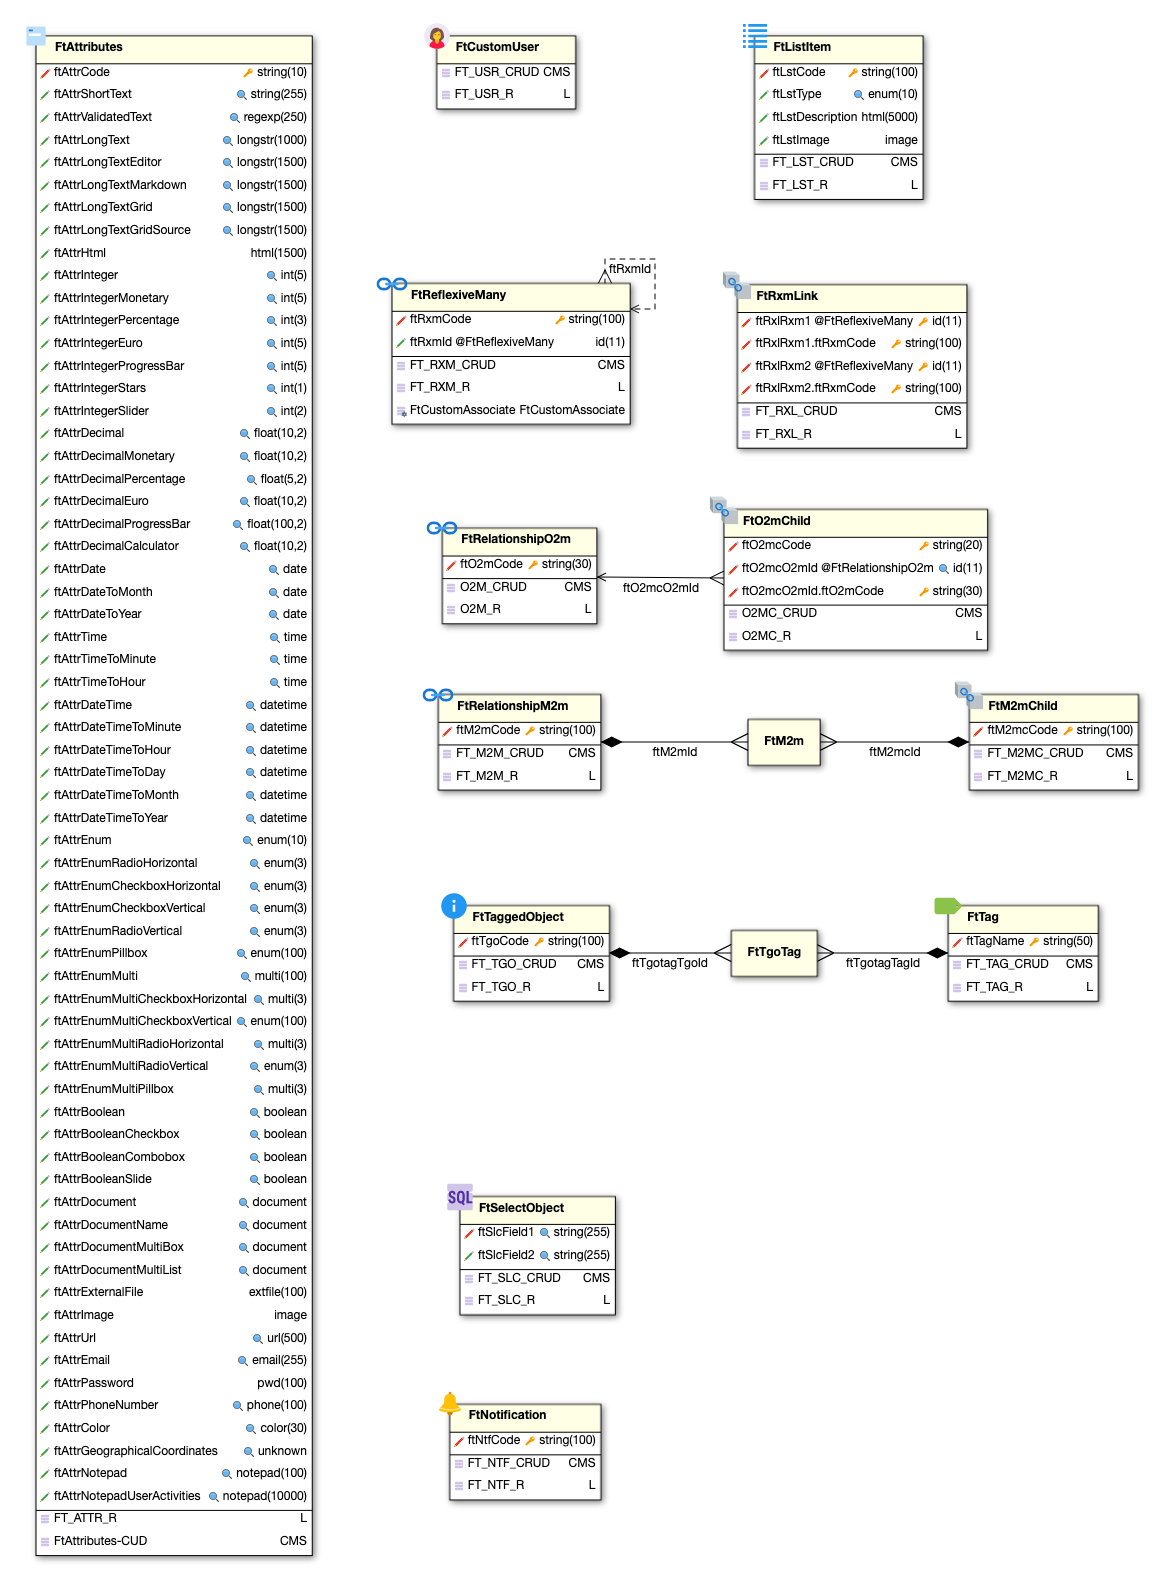 FtAttributes
ftAttrCode string(10)
ftAttrShortText string(255)
ftAttrValidatedText regexp(250)
ftAttrLongText longstr(1000)
ftAttrLongTextEditor longstr(1500)
ftAttrLongTextMarkdown longstr(1500)
ftAttrLongTextGrid longstr(1500)
ftAttrLongTextGridSource longstr(1500)
ftAttrHtml html(1500)
ftAttrInteger int(5)
ftAttrIntegerMonetary int(5)
ftAttrIntegerPercentage int(3)
ftAttrIntegerEuro int(5)
ftAttrIntegerProgressBar int(5)
ftAttrIntegerStars int(1)
ftAttrIntegerSlider int(2)
ftAttrDecimal float(10,2)
ftAttrDecimalMonetary float(10,2)
ftAttrDecimalPercentage float(5,2)
ftAttrDecimalEuro float(10,2)
ftAttrDecimalProgressBar float(100,2)
ftAttrDecimalCalculator float(10,2)
ftAttrDate date
ftAttrDateToMonth date
ftAttrDateToYear date
ftAttrTime time
ftAttrTimeToMinute time
ftAttrTimeToHour time
ftAttrDateTime datetime
ftAttrDateTimeToMinute datetime
ftAttrDateTimeToHour datetime
ftAttrDateTimeToDay datetime
ftAttrDateTimeToMonth datetime
ftAttrDateTimeToYear datetime
ftAttrEnum enum(10)
ftAttrEnumRadioHorizontal enum(3)
ftAttrEnumCheckboxHorizontal enum(3)
ftAttrEnumCheckboxVertical enum(3)
ftAttrEnumRadioVertical enum(3)
ftAttrEnumPillbox enum(100)
ftAttrEnumMulti multi(100)
ftAttrEnumMultiCheckboxHorizontal multi(3)
ftAttrEnumMultiCheckboxVertical enum(100)
ftAttrEnumMultiRadioHorizontal multi(3)
ftAttrEnumMultiRadioVertical enum(3)
ftAttrEnumMultiPillbox multi(3)
ftAttrBoolean boolean
ftAttrBooleanCheckbox boolean
ftAttrBooleanCombobox boolean
ftAttrBooleanSlide boolean
ftAttrDocument document
ftAttrDocumentName document
ftAttrDocumentMultiBox document
ftAttrDocumentMultiList document
ftAttrExternalFile extfile(100)
ftAttrImage image
ftAttrUrl url(500)
ftAttrEmail email(255)
ftAttrPassword pwd(100)
ftAttrPhoneNumber phone(100)
ftAttrColor color(30)
ftAttrGeographicalCoordinates unknown
ftAttrNotepad notepad(100)
ftAttrNotepadUserActivities notepad(10000)
FT_ATTR_R L
FtAttributes-CUD CMS
FtCustomUser
FT_USR_CRUD CMS
FT_USR_R L
FtListItem
ftLstCode string(100)
ftLstType enum(10)
ftLstDescription html(5000)
ftLstImage image
FT_LST_CRUD CMS
FT_LST_R L
ftRxmId
FtReflexiveMany
ftRxmCode string(100)
ftRxmId @FtReflexiveMany id(11)
FT_RXM_CRUD CMS
FT_RXM_R L
FtCustomAssociate FtCustomAssociate
FtRxmLink
ftRxlRxm1 @FtReflexiveMany id(11)
ftRxlRxm1.ftRxmCode string(100)
ftRxlRxm2 @FtReflexiveMany id(11)
ftRxlRxm2.ftRxmCode string(100)
FT_RXL_CRUD CMS
FT_RXL_R L
FtRelationshipO2m
ftO2mCode string(30)
O2M_CRUD CMS
O2M_R L
ftO2mcO2mId
FtO2mChild
ftO2mcCode string(20)
ftO2mcO2mId @FtRelationshipO2m id(11)
ftO2mcO2mId.ftO2mCode string(30)
O2MC_CRUD CMS
O2MC_R L
FtRelationshipM2m
ftM2mCode string(100)
FT_M2M_CRUD CMS
FT_M2M_R L
ftM2mId
FtM2m
ftM2mcId
FtM2mChild
ftM2mcCode string(100)
FT_M2MC_CRUD CMS
FT_M2MC_R L
FtTaggedObject
ftTgoCode string(100)
FT_TGO_CRUD CMS
FT_TGO_R L
ftTgotagTgoId
FtTgoTag
ftTgotagTagId
FtTag
ftTagName string(50)
FT_TAG_CRUD CMS
FT_TAG_R L
SQL
FtSelectObject
ftSlcField1 string(255)
ftSlcField2 string(255)
FT_SLC_CRUD CMS
FT_SLC_R L
FtNotification
ftNtfCode string(100)
FT_NTF_CRUD CMS
FT_NTF_R L